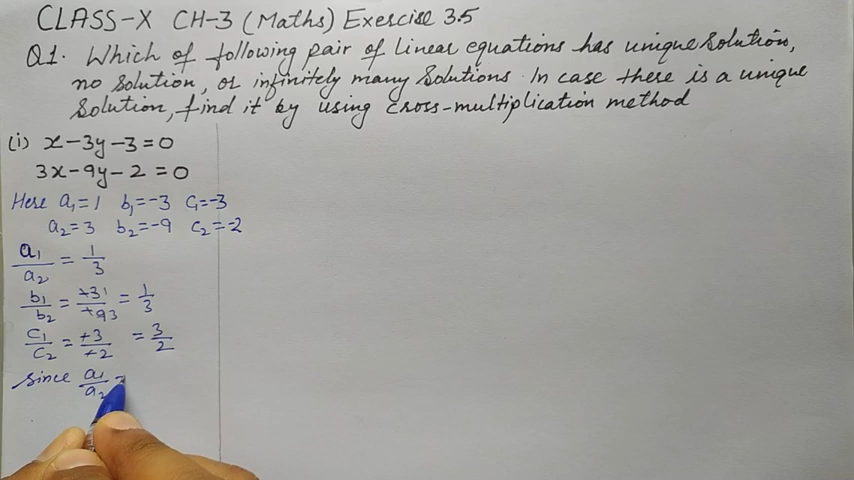 CLASS-X CH-3 (Maths) Exercise 3.5
Q1. Which of following pair of linear equations has unique solution,
no solution, or infinitely many solutions. In case there is a unique
solution, find it by using cross-multiplication method
(i) x-3y-3=0
3x-9y-2=0
Here a₁=1 b₁=-3 c₁=-3
a₂=3 b₂=-9 c₂=-2
a₁/a₂ = 1/3
b₁/b₂ = +3¹/+9₃ = 1/3
c₁/c₂ = +3/+2 = 3/2
since a₁/a₂ =